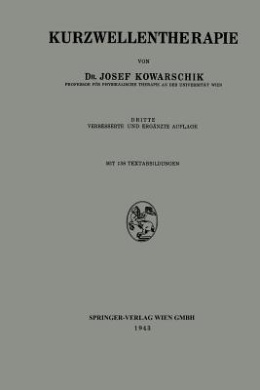 KURZWELLENTHERAPIE
VON
DR. JOSEF KOWARSCHIK
PROFESSOR FÜR PHYSIKALISCHE THERAPIE AN DER UNIVERSITÄT WIEN
DRITTE
VERBESSERTE UND ERGÄNZTE AUFLAGE
MIT TEXTABBILDUNGEN
SPRINGER-VERLAG WIEN GMBH
1943